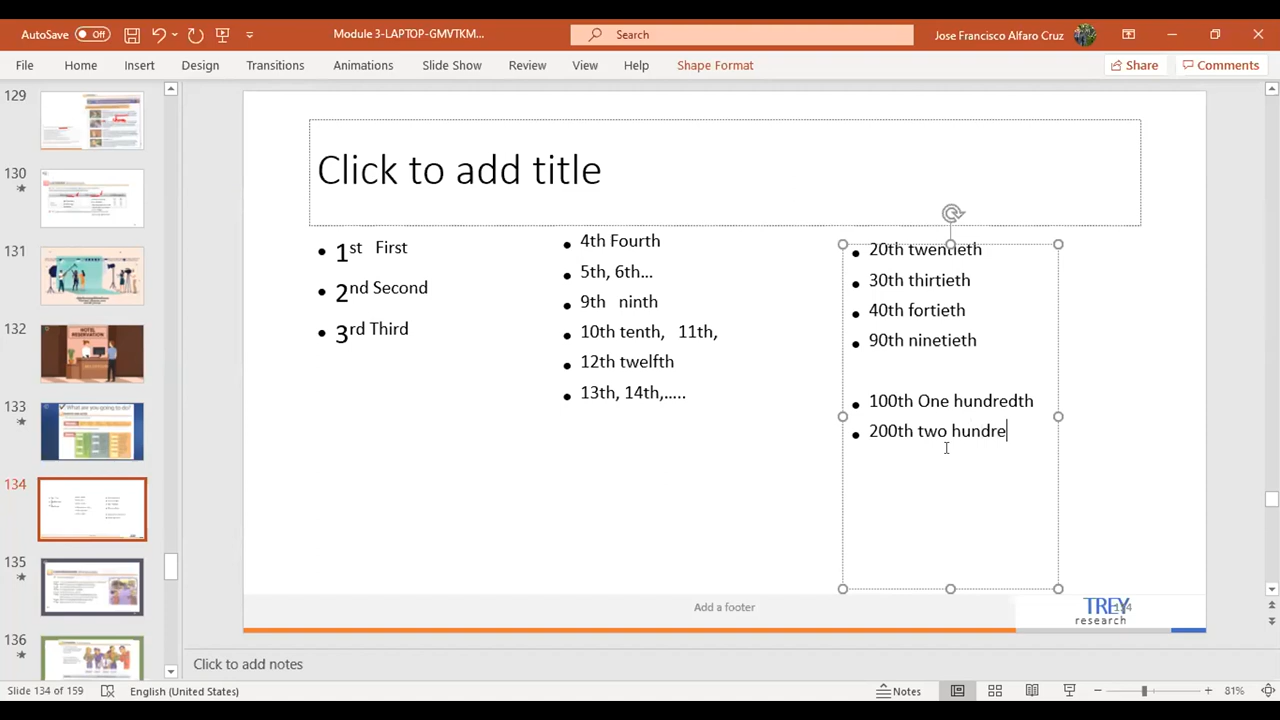 AutoSave Off Module 3-LAPTOP-GMVTKM... Search Jose Francisco Alfaro Cruz
File Home Insert Design Transitions Animations Slide Show Review View Help Shape Format Share Comments
129
130
131
132
133
134
135
136
Click to add title
1st First
2nd Second
3rd Third
4th Fourth
5th, 6th...
9th ninth
10th tenth, 11th,
12th twelfth
13th, 14th,.....
20th twentieth
30th thirtieth
40th fortieth
90th ninetieth
100th One hundredth
200th two hundre
Add a footer
TREY
research
134
Click to add notes
Slide 134 of 159 English (United States) Notes 81%